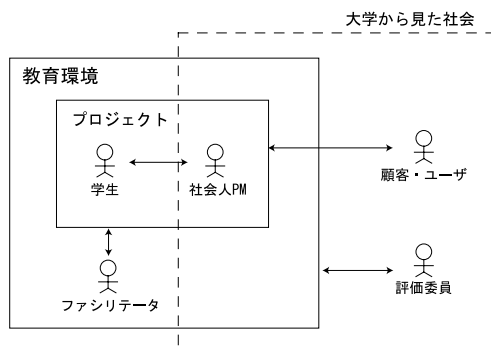 大学から見た社会
教育環境
プロジェクト
学生
社会人PM
顧客・ユーザ
ファシリテータ
評価委員